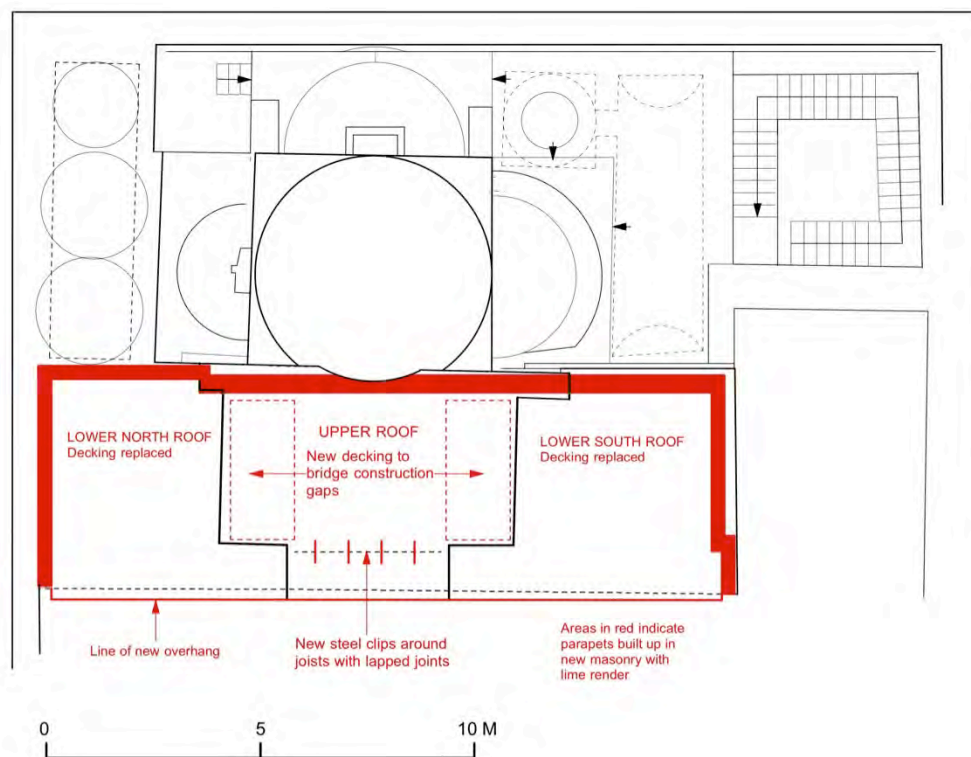 LOWER NORTH ROOF
Decking replaced
UPPER ROOF
New decking to
bridge construction
gaps
LOWER SOUTH ROOF
Decking replaced
Line of new overhang
New steel clips around
joists with lapped joints
Areas in red indicate
parapets built up in
new masonry with
lime render
0 5 10 M